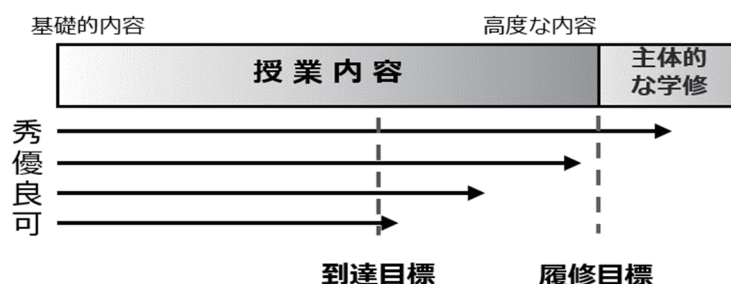 基礎的内容
高度な内容
授業内容
主体的
な学修
秀
優
良
可
到達目標
履修目標